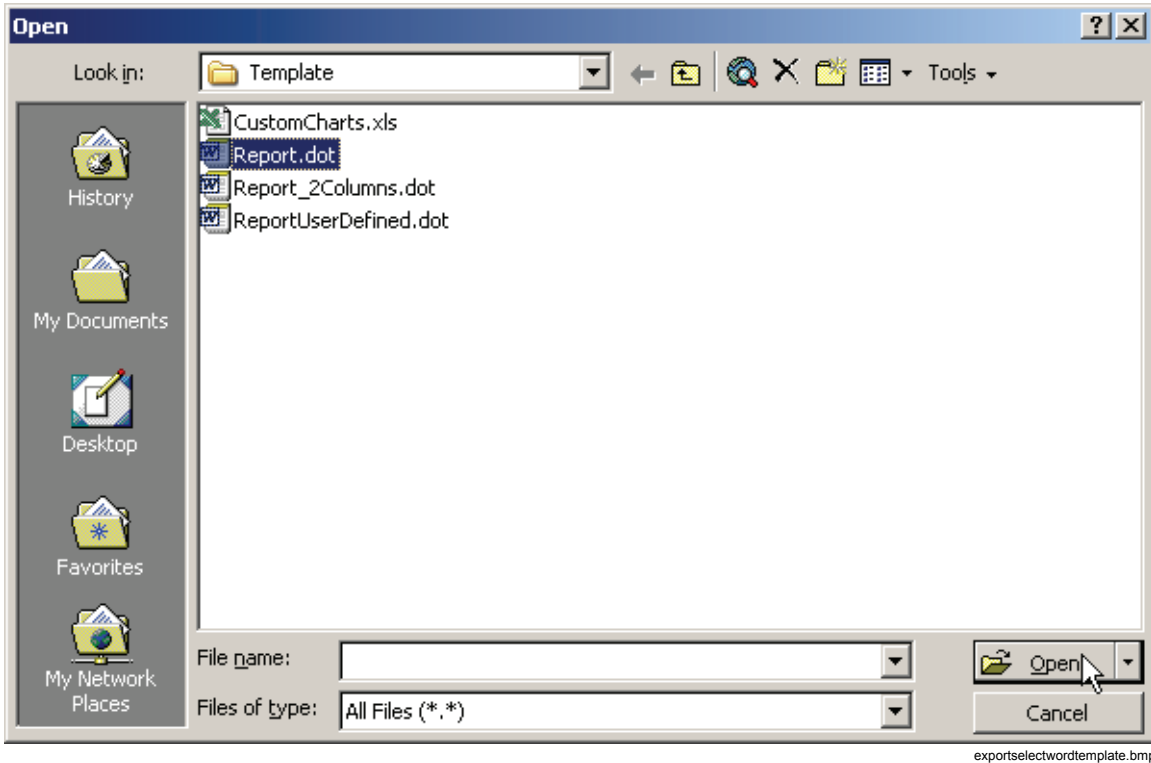 Open
Look in:
Template
Tools
History
My Documents
Desktop
Favorites
My Network
Places
CustomCharts.xls
Report.dot
Report_2Columns.dot
ReportUserDefined.dot
File name:
Open
Files of type:
All Files (*.*)
Cancel
exportselectwordtemplate.bmp